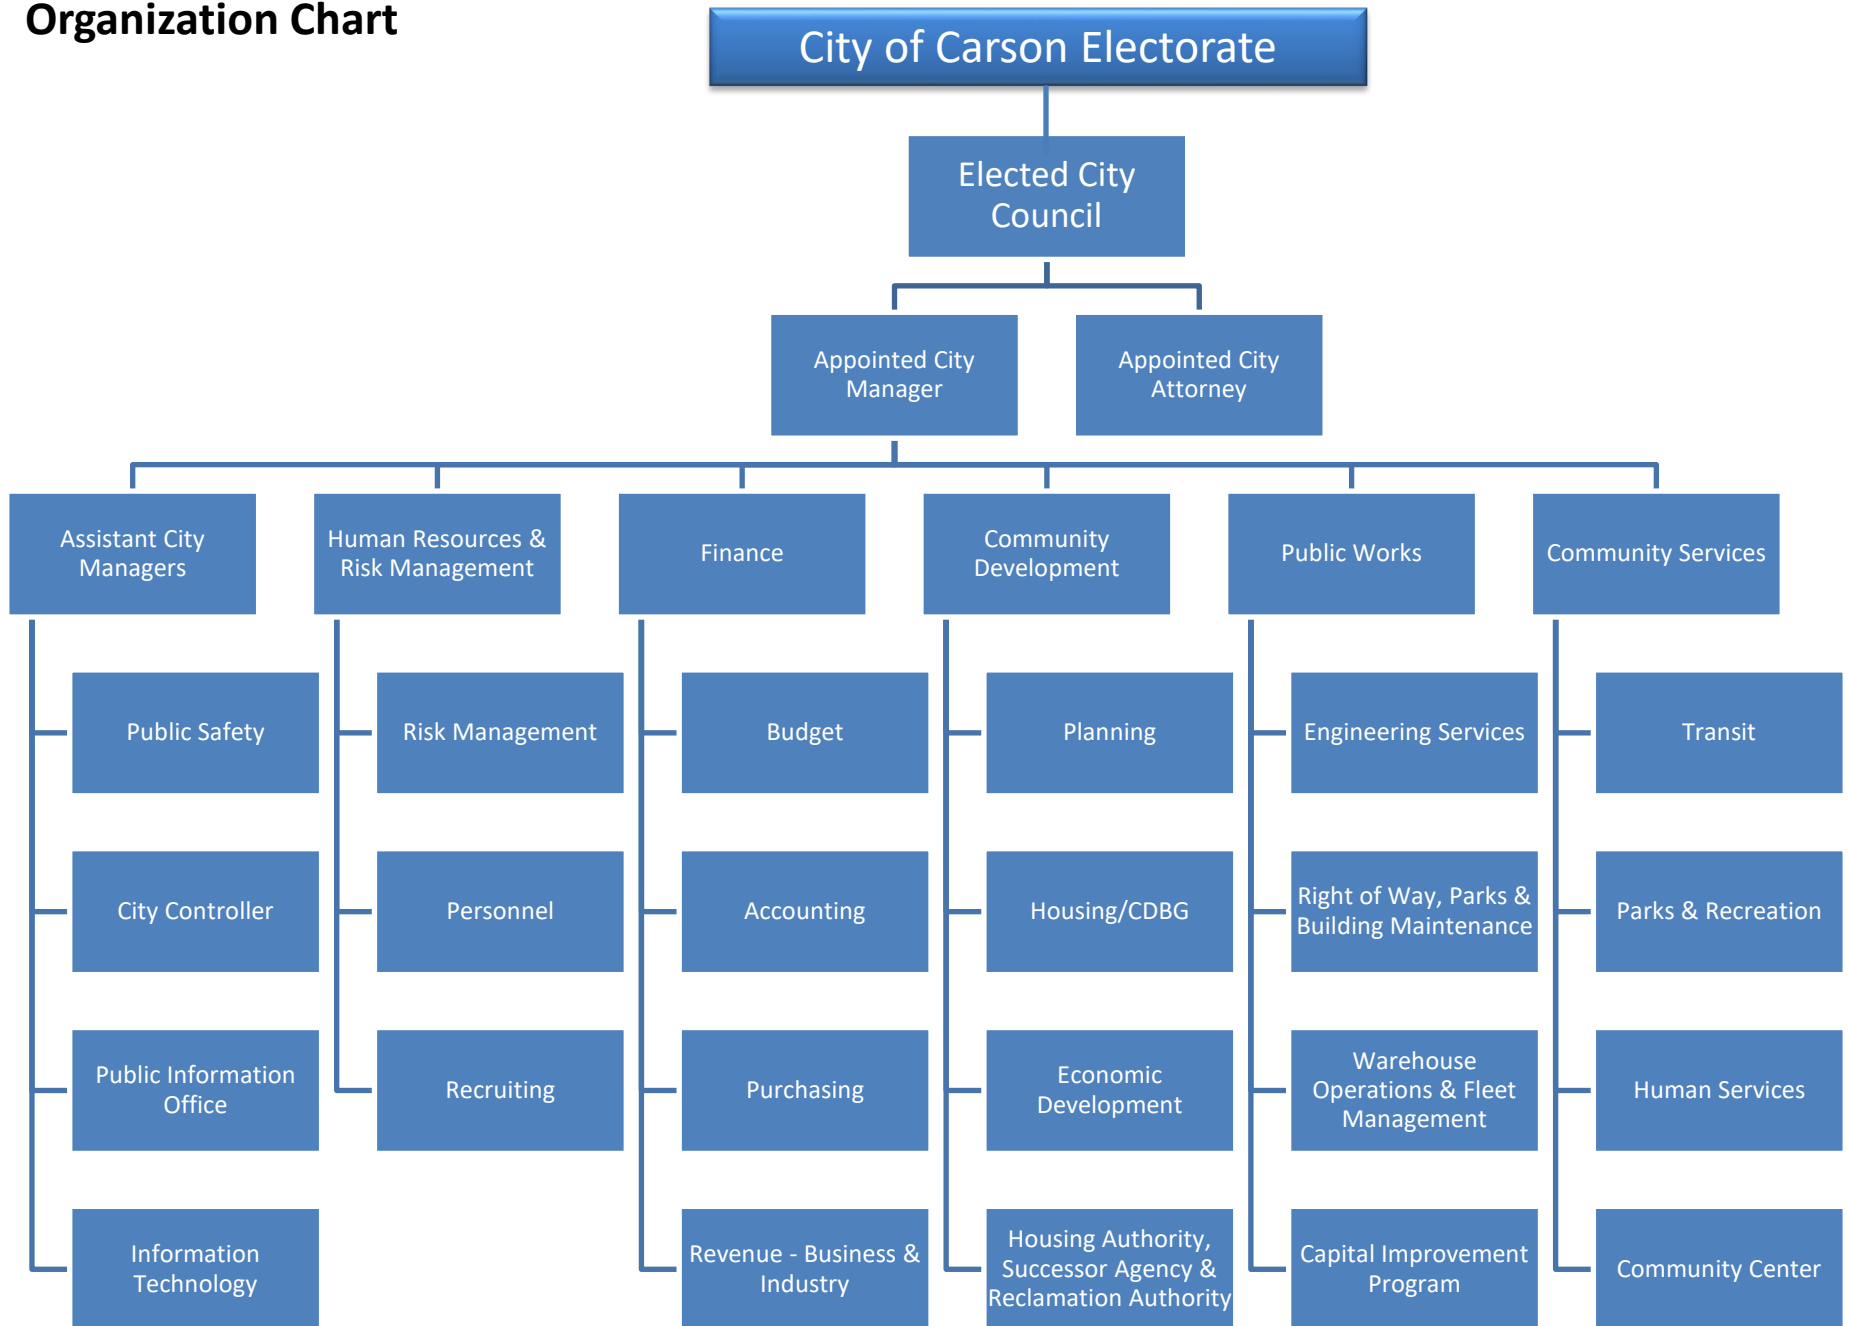 Organization Chart
City of Carson Electorate
Elected City
Council
Appointed City
Manager
Appointed City
Attorney
Assistant City
Managers
Human Resources &
Risk Management
Finance
Community
Development
Public Works
Community Services
Public Safety
Risk Management
Budget
Planning
Engineering Services
Transit
City Controller
Personnel
Accounting
Housing/CDBG
Right of Way, Parks &
Building Maintenance
Parks & Recreation
Public Information
Office
Recruiting
Purchasing
Economic
Development
Warehouse
Operations & Fleet
Management
Human Services
Information
Technology
Revenue - Business &
Industry
Housing Authority,
Successor Agency &
Reclamation Authority
Capital Improvement
Program
Community Center